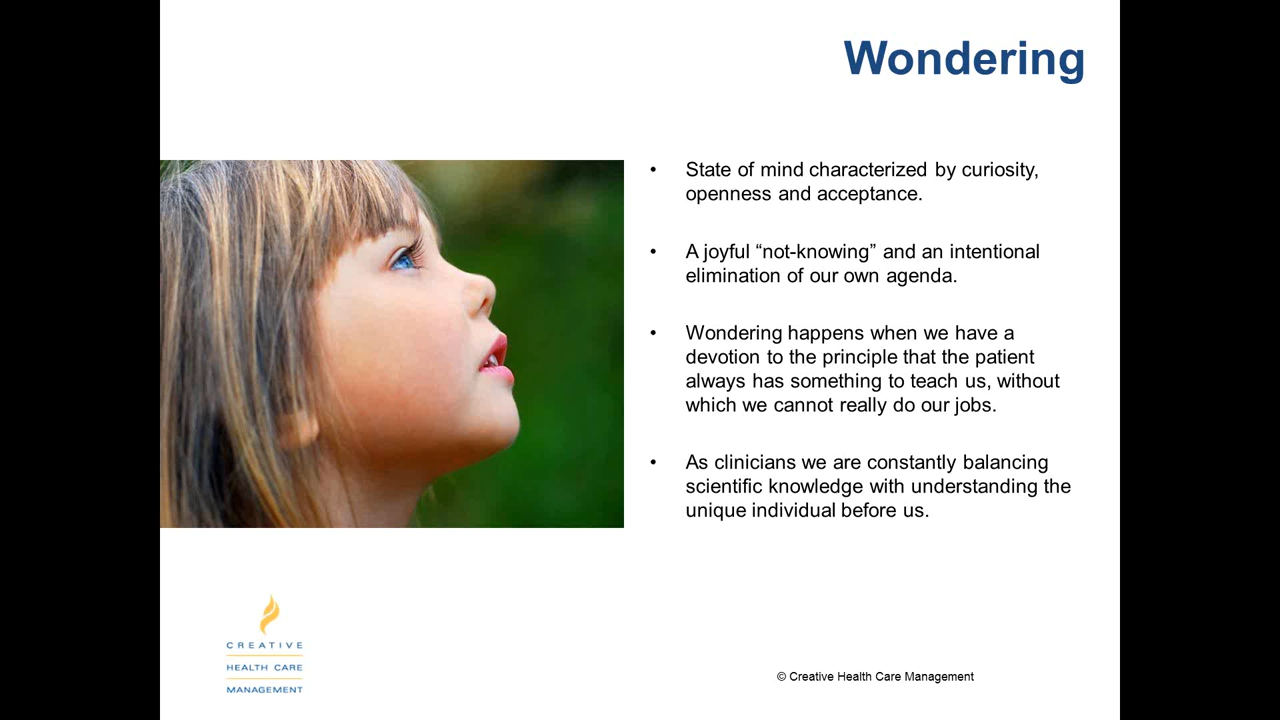 Wondering
• State of mind characterized by curiosity,
openness and acceptance.
• A joyful “not-knowing” and an intentional
elimination of our own agenda.
• Wondering happens when we have a
devotion to the principle that the patient
always has something to teach us, without
which we cannot really do our jobs.
• As clinicians we are constantly balancing
scientific knowledge with understanding the
unique individual before us.
CREATIVE
HEALTH CARE
MANAGEMENT
© Creative Health Care Management